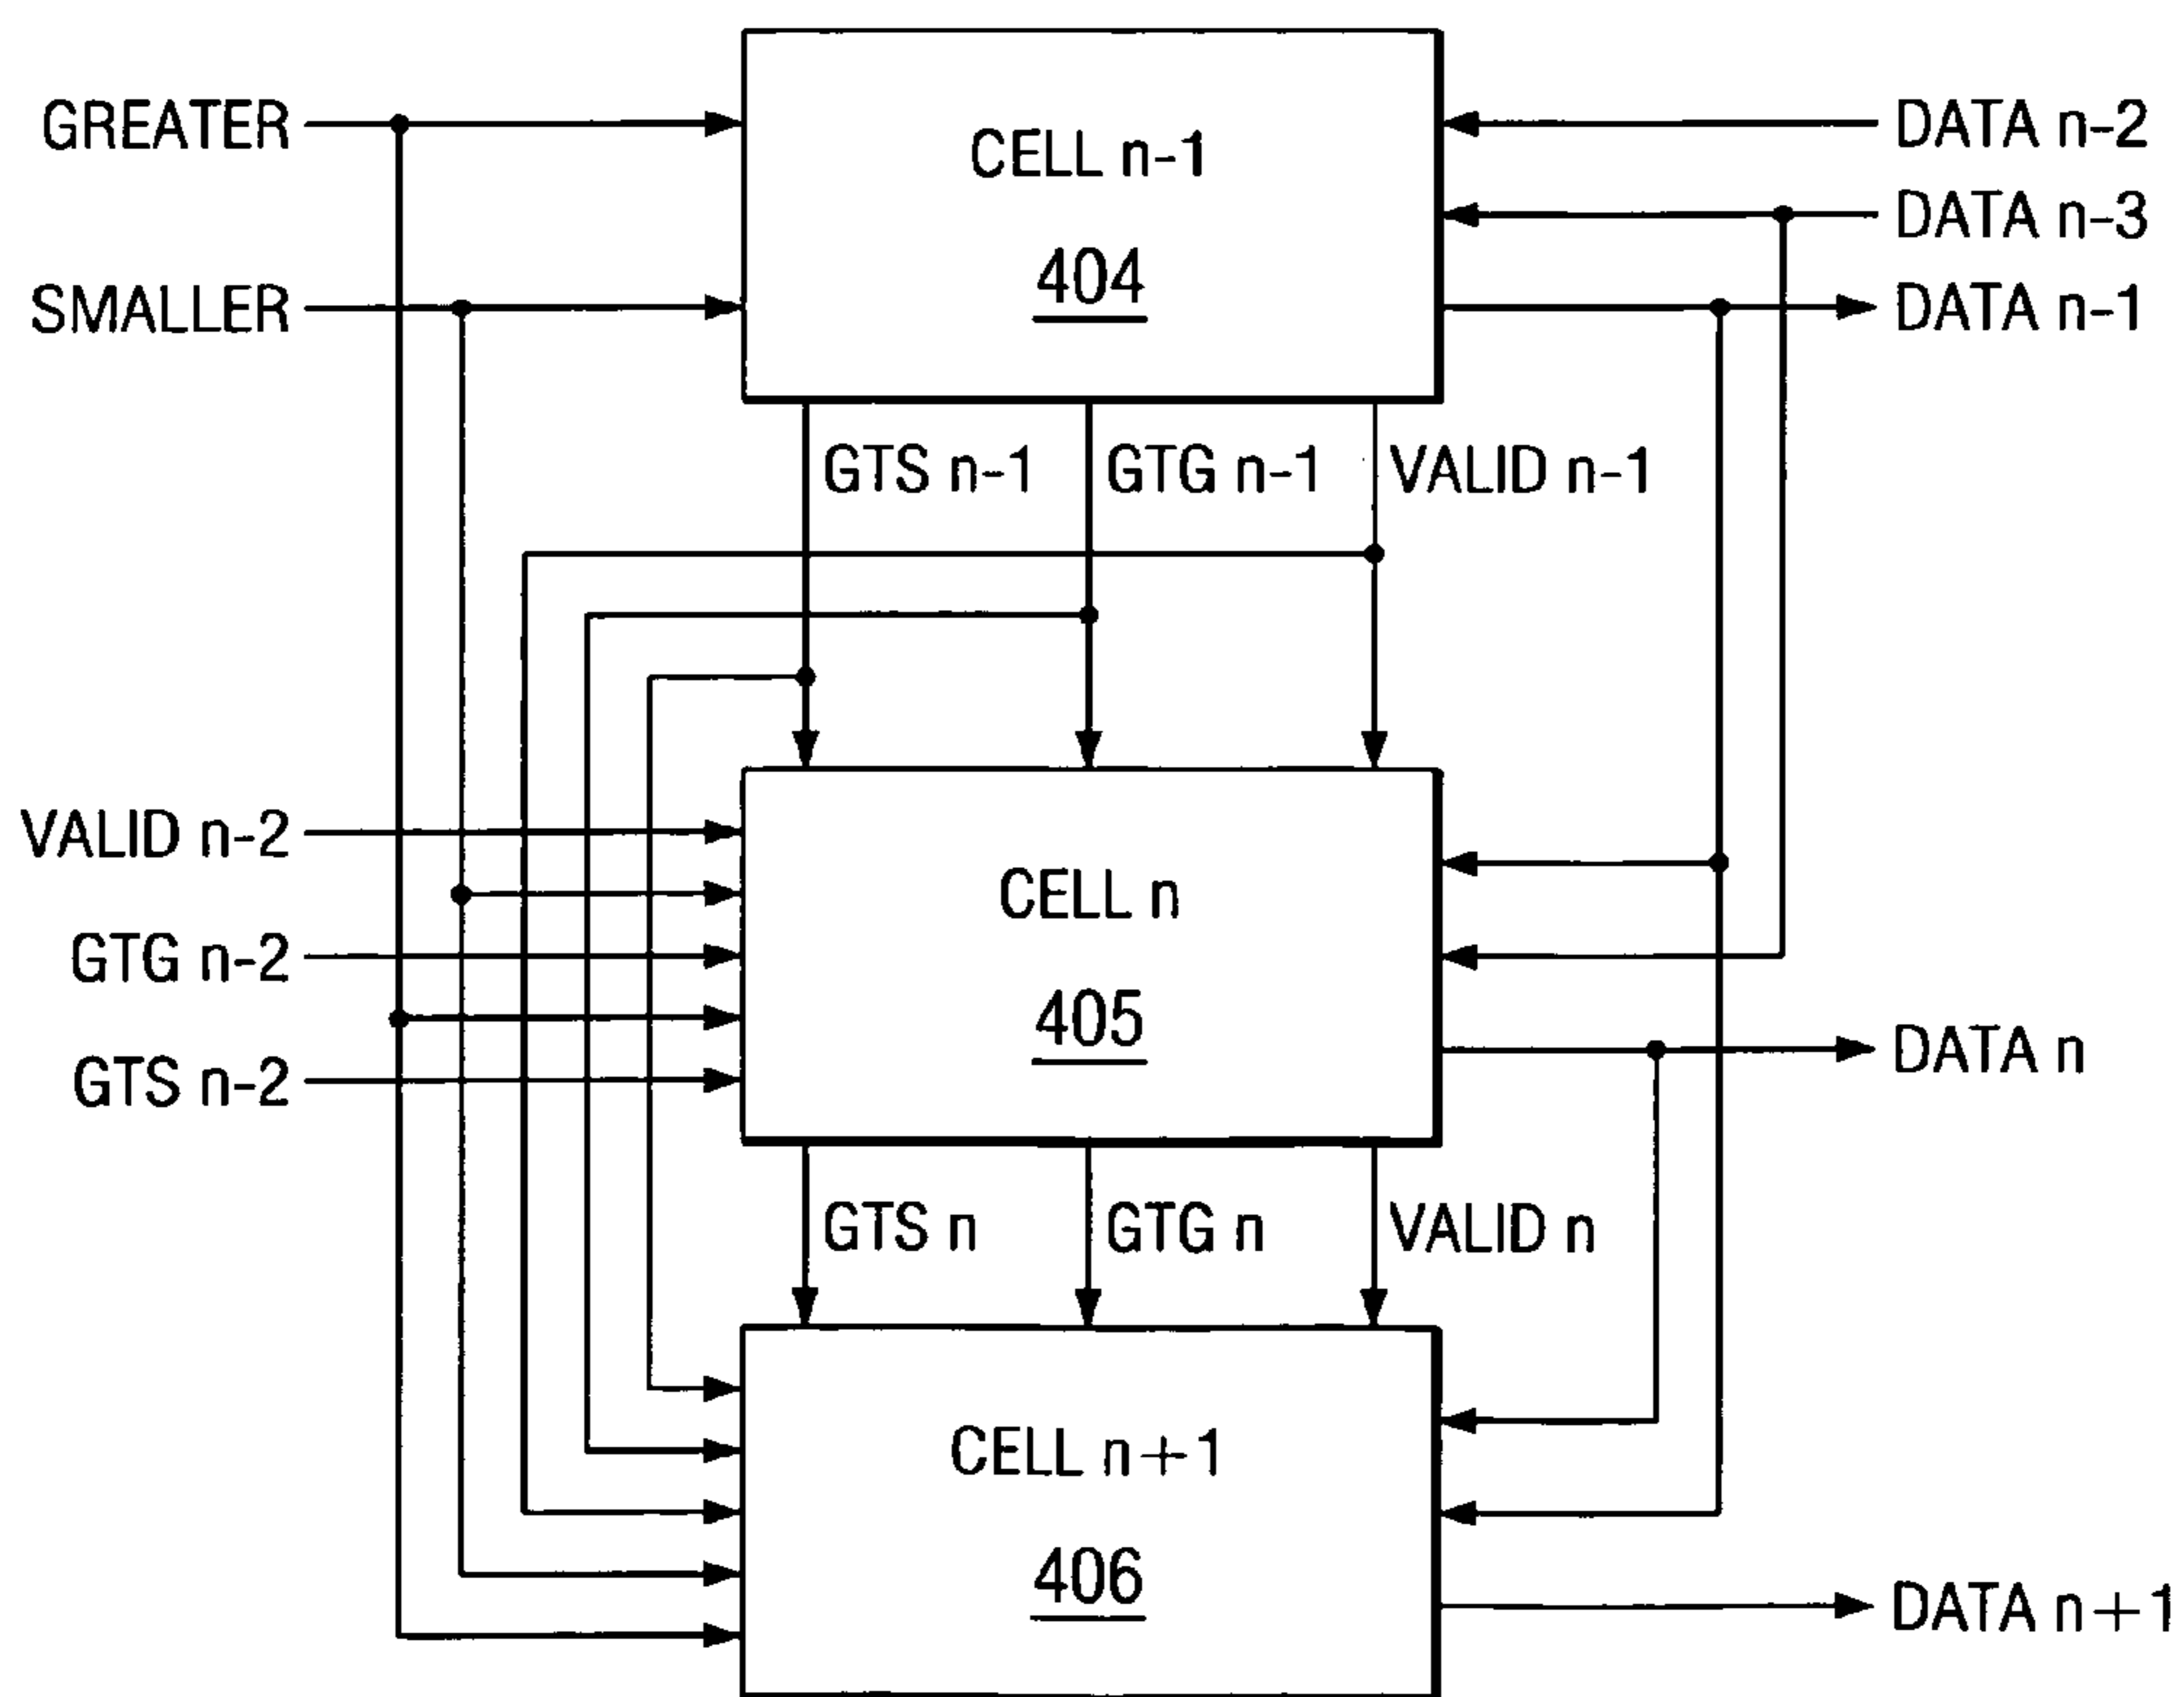 GREATER
CELL n-1
DATA n-2
DATA n-3
404
SMALLER
DATA n-1
GTS n-1
GTG n-1
VALID n-1
VALID n-2
CELL n
GTG n-2
405
DATA n
GTS n-2
GTS n
GTG n
VALID n
CELL n+1
406
DATA n+1